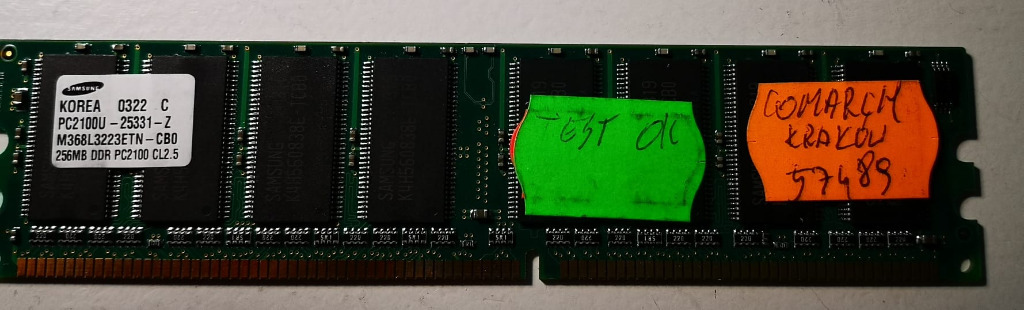 SAMSUNG
KOREA 0322 C
PC2100U-25331-Z
M368L3223ETN-CB0
256MB DDR PC2100 CL2.5
TEST OK
COMARCH
KRAKOW
57489